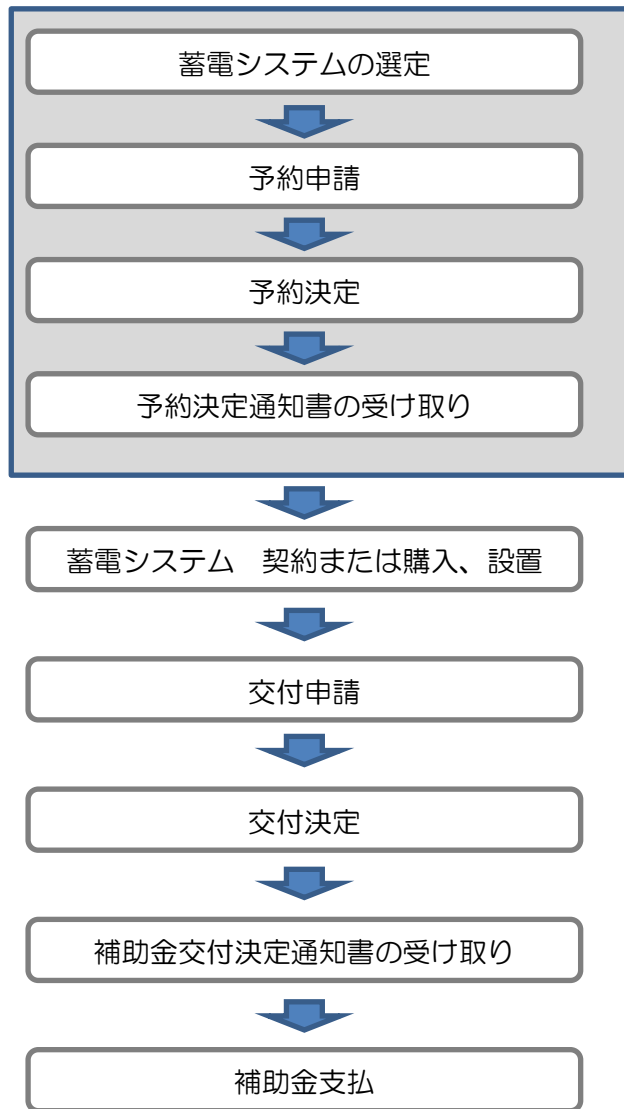 蓄電システムの選定
予約申請
予約決定
予約決定通知書の受け取り
蓄電システム　契約または購入、設置
交付申請
交付決定
補助金交付決定通知書の受け取り
補助金支払